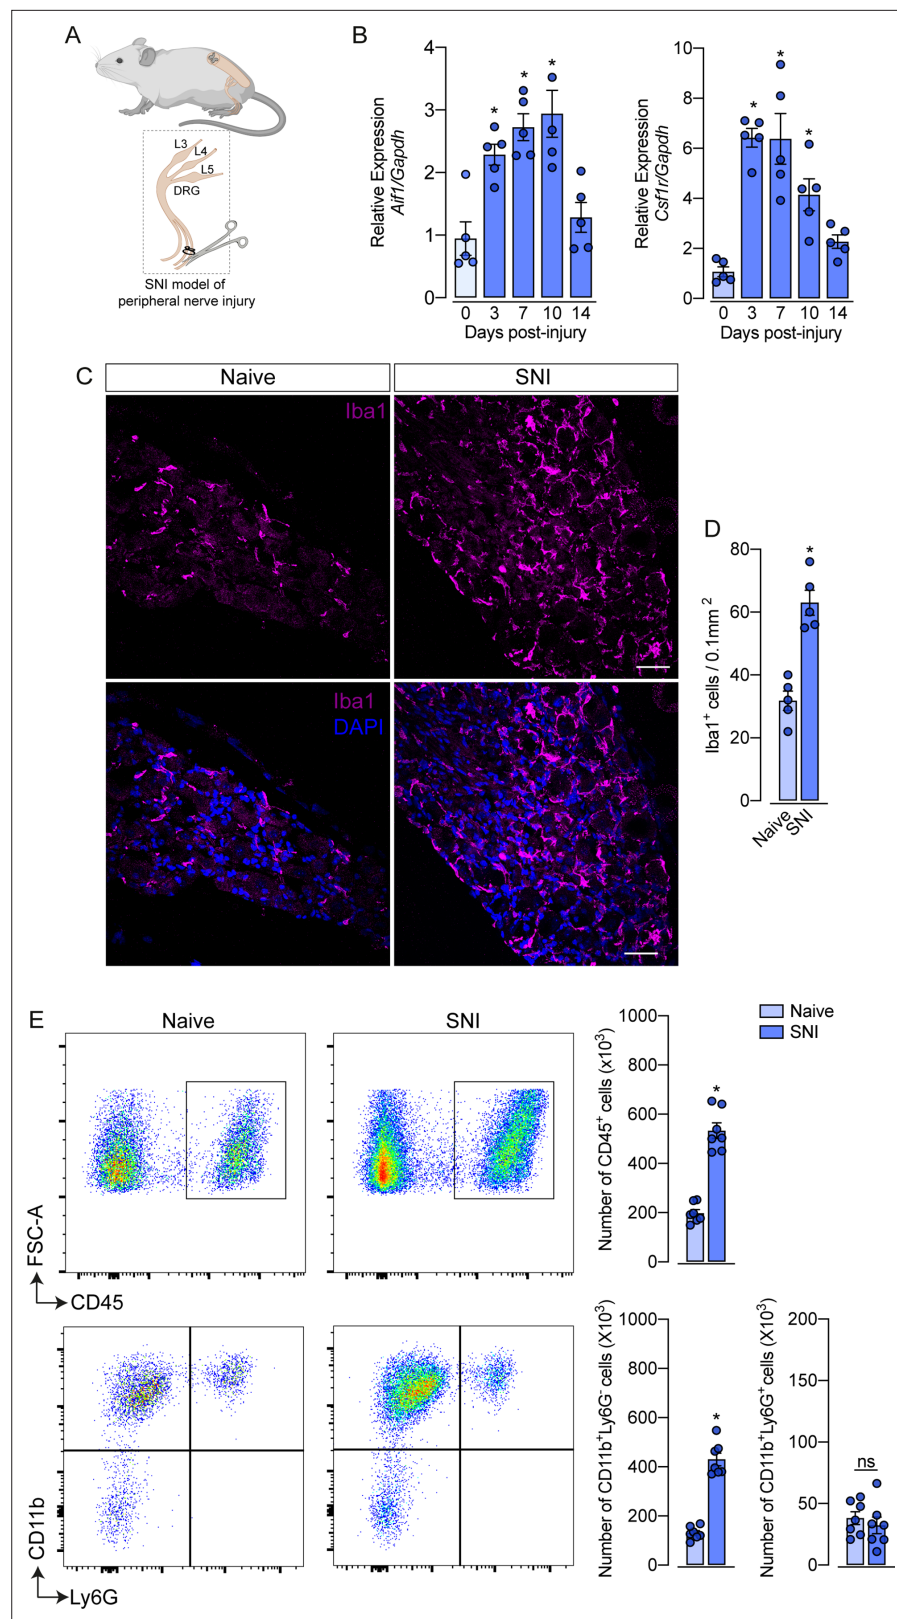 A
L3
L4
L5
DRG
SNI model of
peripheral nerve injury
B
Relative Expression
Aif1/Gapdh
4
3
2
1
0
* * *
0 3 7 10 14
Days post-injury
Relative Expression
Csf1r/Gapdh
10
8
6
4
2
0
* * *
0 3 7 10 14
Days post-injury
C
Naive
SNI
Iba1
Iba1
DAPI
D
Iba1+ cells / 0.1mm 2
80
60
40
20
0
*
Naive
SNI
E
Naive
SNI
FSC-A
CD45
Number of CD45+ cells (x103)
1000
800
600
400
200
0
*
Naive
SNI
CD11b
Ly6G
Number of CD11b+Ly6G- cells (X103)
1000
800
600
400
200
0
*
Number of CD11b+Ly6G+ cells (X103)
200
150
100
50
0
ns